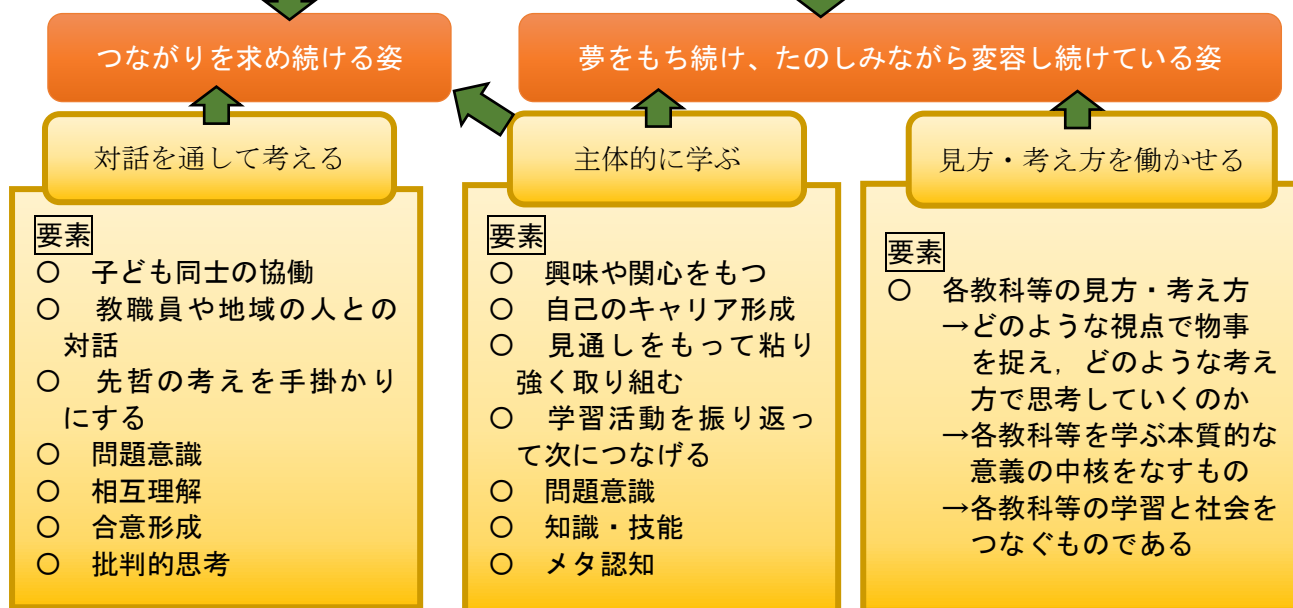 つながりを求め続ける姿
夢をもち続け、たのしみながら変容し続けている姿
対話を通して考える
要素
〇　子ども同士の協働
〇　教職員や地域の人との
対話
〇　先哲の考えを手掛かり
にする
〇　問題意識
〇　相互理解
〇　合意形成
〇　批判的思考
主体的に学ぶ
要素
〇　興味や関心をもつ
〇　自己のキャリア形成
〇　見通しをもって粘り
強く取り組む
〇　学習活動を振り返っ
て次につなげる
〇　問題意識
〇　知識・技能
〇　メタ認知
見方・考え方を働かせる
要素
〇　各教科等の見方・考え方
→どのような視点で物事
を捉え，どのような考え
方で思考していくのか
→各教科等を学ぶ本質的な
意義の中核をなすもの
→各教科等の学習と社会を
つなぐものである